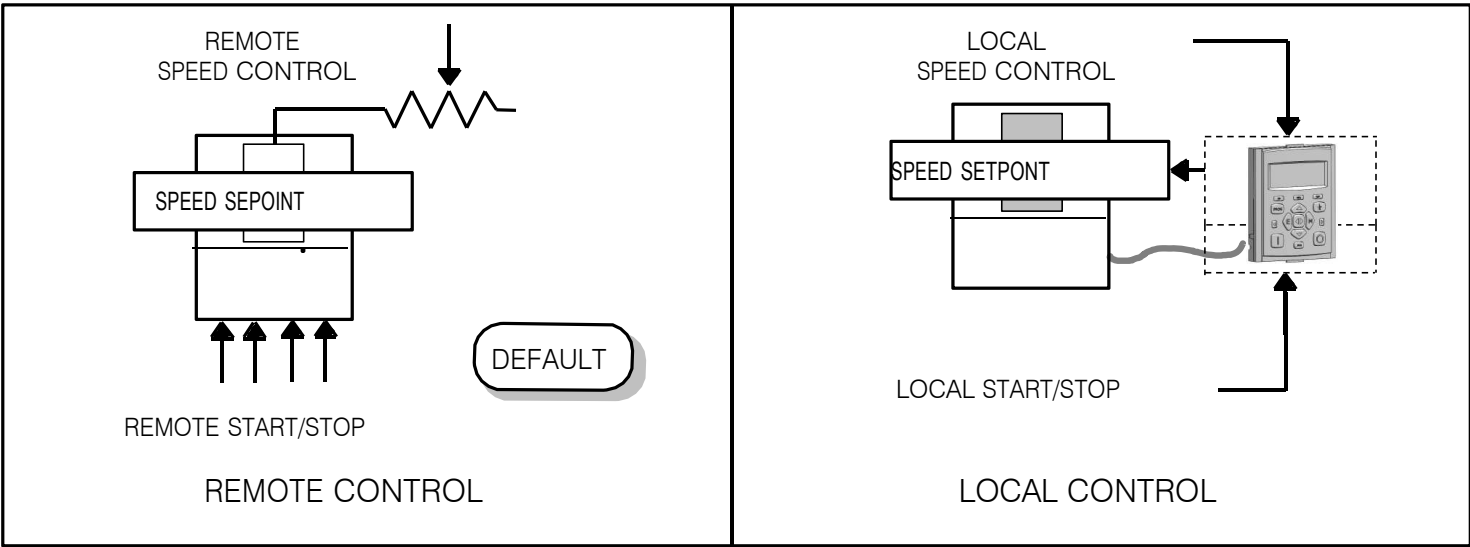 REMOTE
SPEED CONTROL
SPEED SEPOINT
DEFAULT
REMOTE START/STOP
REMOTE CONTROL
LOCAL
SPEED CONTROL
SPEED SETPONT
LOCAL START/STOP
LOCAL CONTROL